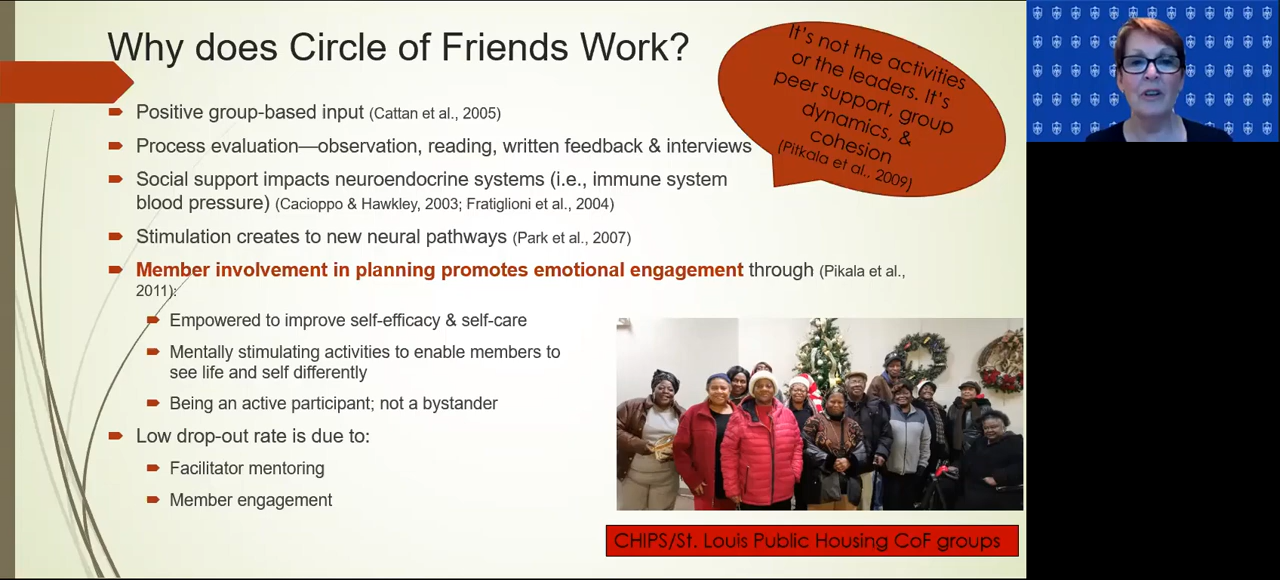 Why does Circle of Friends Work?
It's not the activities
or the leaders. It's
peer support, group
dynamics, &
cohesion
(Pitkala et al., 2009)
Positive group-based input (Cattan et al., 2005)
Process evaluation—observation, reading, written feedback & interviews
Social support impacts neuroendocrine systems (i.e., immune system
blood pressure) (Cacioppo & Hawkley, 2003; Fratiglioni et al., 2004)
Stimulation creates to new neural pathways (Park et al., 2007)
Member involvement in planning promotes emotional engagement through (Pikala et al.,
2011):
Empowered to improve self-efficacy & self-care
Mentally stimulating activities to enable members to
see life and self differently
Being an active participant; not a bystander
Low drop-out rate is due to:
Facilitator mentoring
Member engagement
CHIPS/St. Louis Public Housing CoF groups